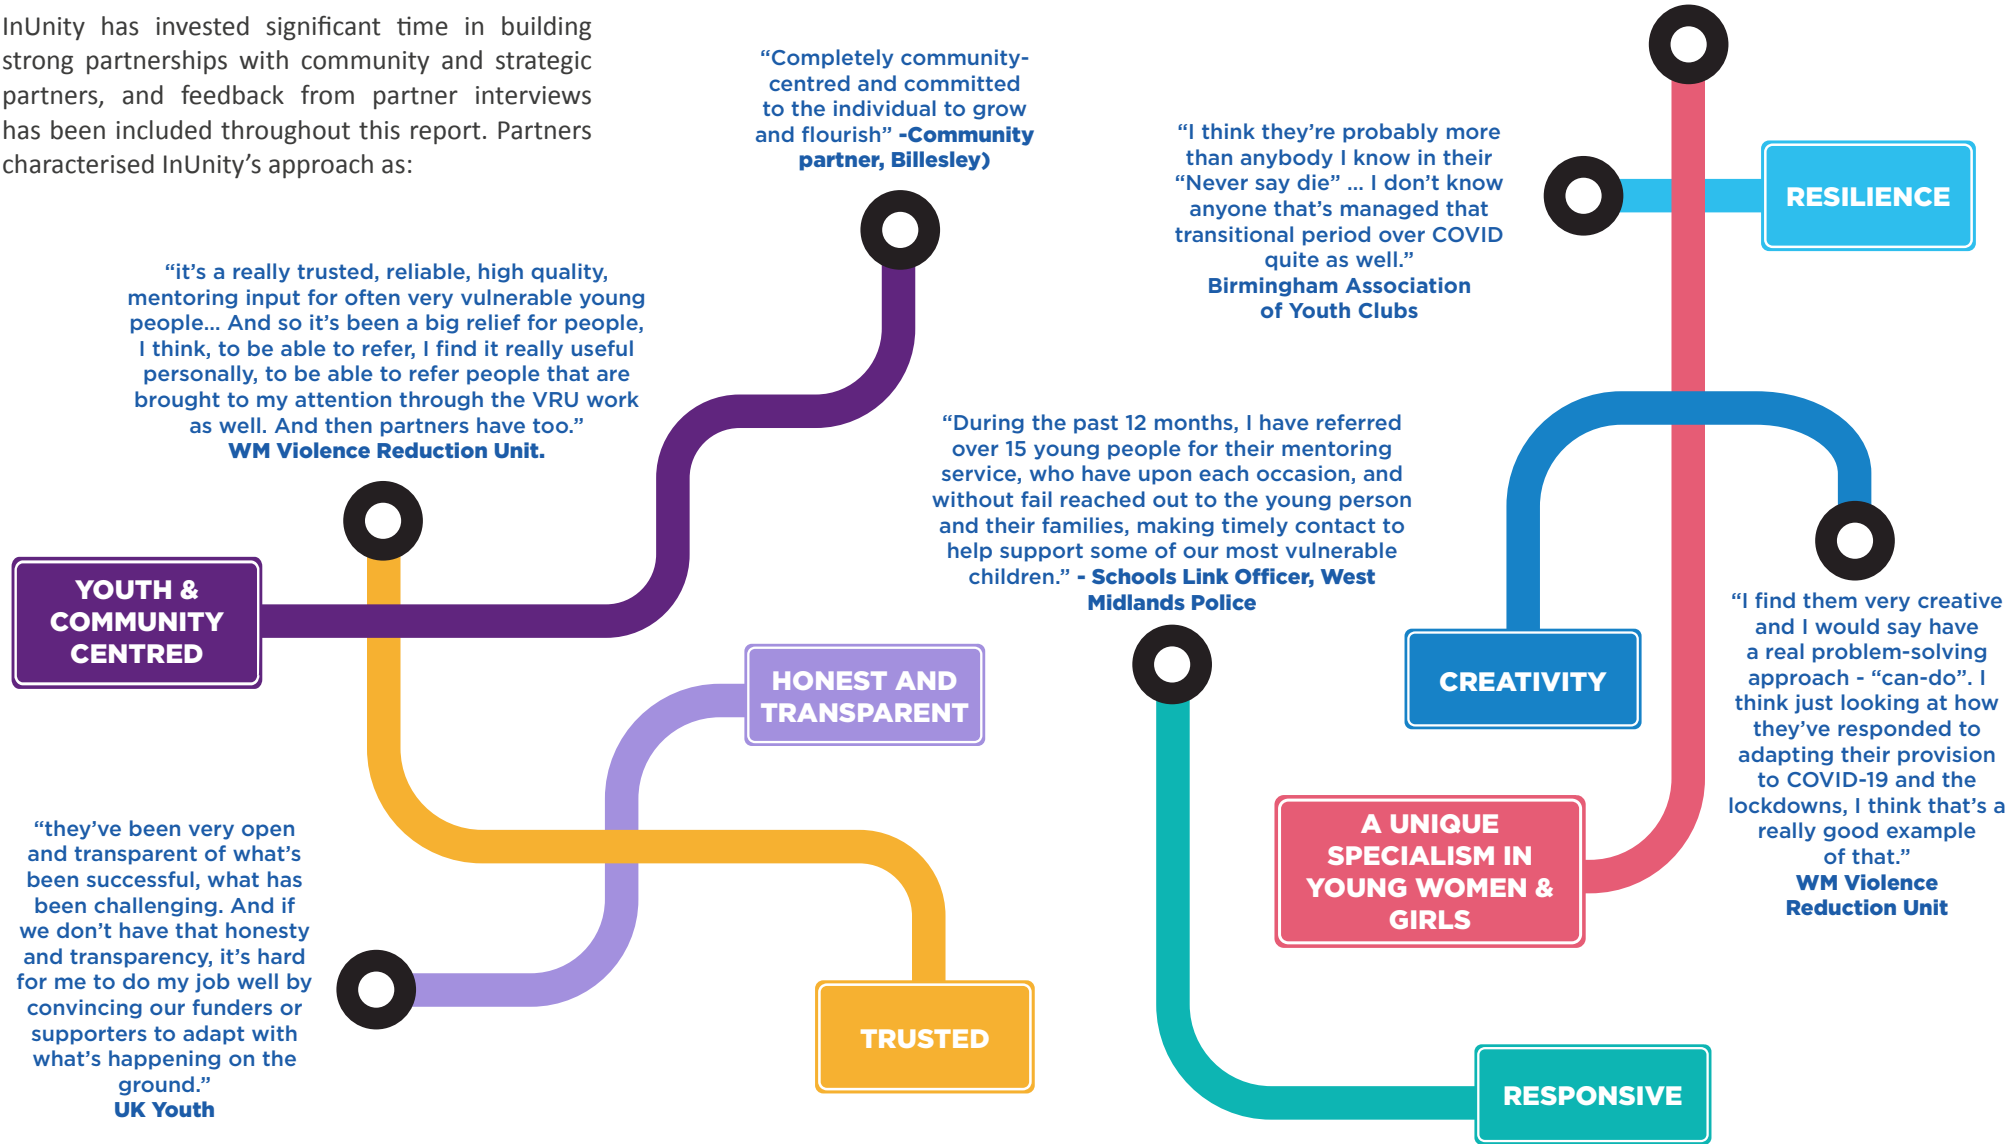 InUnity has invested significant time in building
strong partnerships with community and strategic
partners, and feedback from partner interviews
has been included throughout this report. Partners
characterised InUnity’s approach as:
“Completely community-
centred and committed
to the individual to grow
and flourish” -Community
partner, Billesley)
“I think they’re probably more
than anybody I know in their
“Never say die” ... I don’t know
anyone that’s managed that
transitional period over COVID
quite as well.”
Birmingham Association
of Youth Clubs
RESILIENCE
“it’s a really trusted, reliable, high quality,
mentoring input for often very vulnerable young
people... And so it’s been a big relief for people,
I think, to be able to refer, I find it really useful
personally, to be able to refer people that are
brought to my attention through the VRU work
as well. And then partners have too.”
WM Violence Reduction Unit.
“During the past 12 months, I have referred
over 15 young people for their mentoring
service, who have upon each occasion, and
without fail reached out to the young person
and their families, making timely contact to
help support some of our most vulnerable
children.” - Schools Link Officer, West
Midlands Police
YOUTH &
COMMUNITY
CENTRED
HONEST AND
TRANSPARENT
CREATIVITY
“I find them very creative
and I would say have
a real problem-solving
approach - “can-do”. I
think just looking at how
they’ve responded to
adapting their provision
to COVID-19 and the
lockdowns, I think that’s a
really good example
of that.”
WM Violence
Reduction Unit
“they’ve been very open
and transparent of what’s
been successful, what has
been challenging. And if
we don’t have that honesty
and transparency, it’s hard
for me to do my job well by
convincing our funders or
supporters to adapt with
what’s happening on the
ground.”
UK Youth
A UNIQUE
SPECIALISM IN
YOUNG WOMEN &
GIRLS
TRUSTED
RESPONSIVE